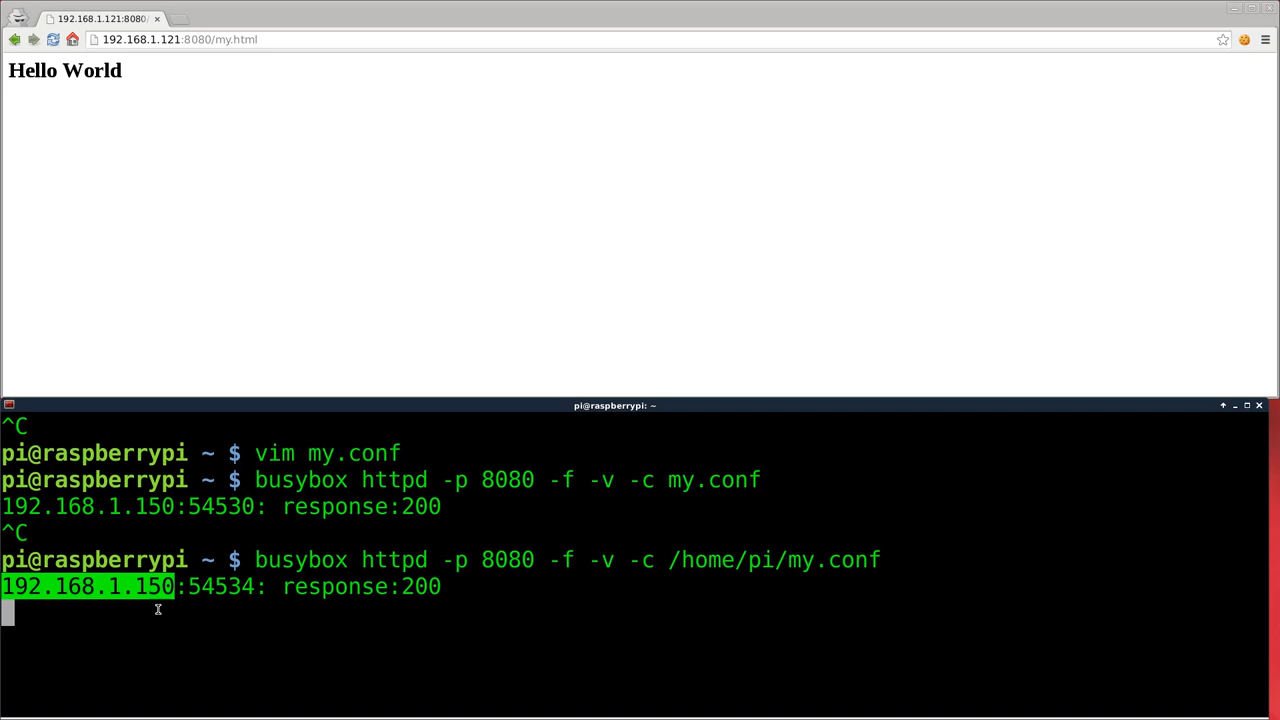 192.168.1.121:8080/
192.168.1.121:8080/my.html
Hello World
pi@raspberrypi: ~
^C
pi@raspberrypi ~ $ vim my.conf
pi@raspberrypi ~ $ busybox httpd -p 8080 -f -v -c my.conf
192.168.1.150:54530: response:200
^C
pi@raspberrypi ~ $ busybox httpd -p 8080 -f -v -c /home/pi/my.conf
192.168.1.150:54534: response:200